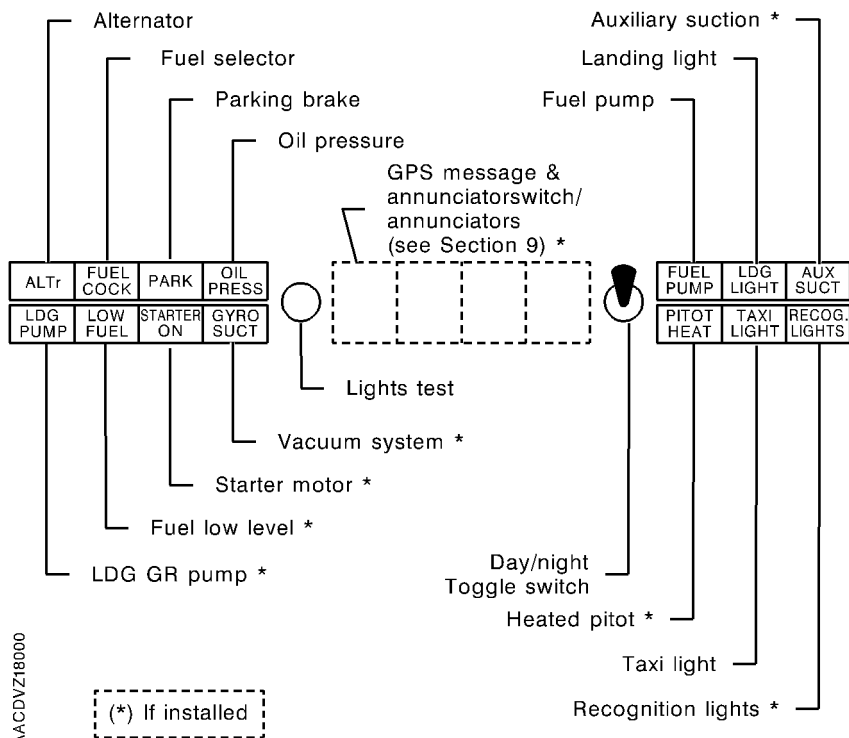 Alternator
Fuel selector
Parking brake
Oil pressure
GPS message &
annunciatorswitch/
annunciators
(see Section 9) *
Auxiliary suction *
Landing light
Fuel pump
ALTr
FUEL
COCK
PARK
OIL
PRESS
LDG
PUMP
LOW
FUEL
STARTER
ON
GYRO
SUCT
FUEL
PUMP
LDG
LIGHT
AUX
SUCT
PITOT
HEAT
TAXI
LIGHT
RECOG.
LIGHTS
Lights test
Vacuum system *
Starter motor *
Fuel low level *
LDG GR pump *
Day/night
Toggle switch
Heated pitot *
Taxi light
Recognition lights *
(*) If installed
AACDVZ18000